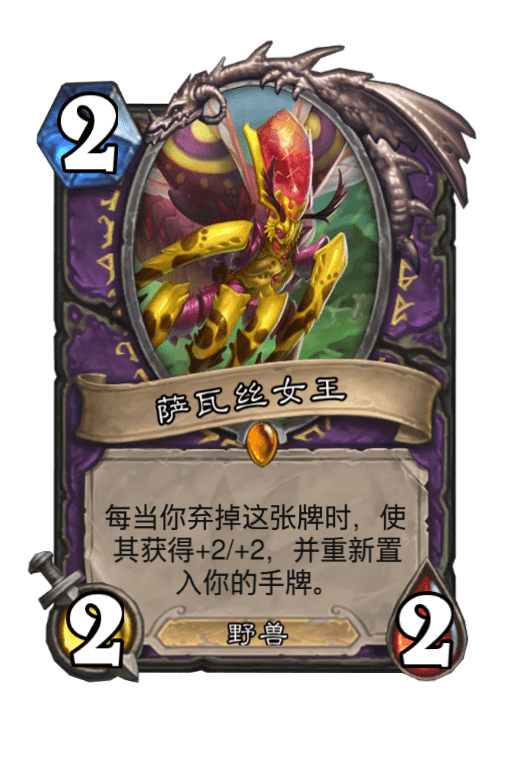 2
萨瓦丝女王
每当你弃掉这张牌时，使
其获得+2/+2，并重新置
入你的手牌。
2
野兽
2